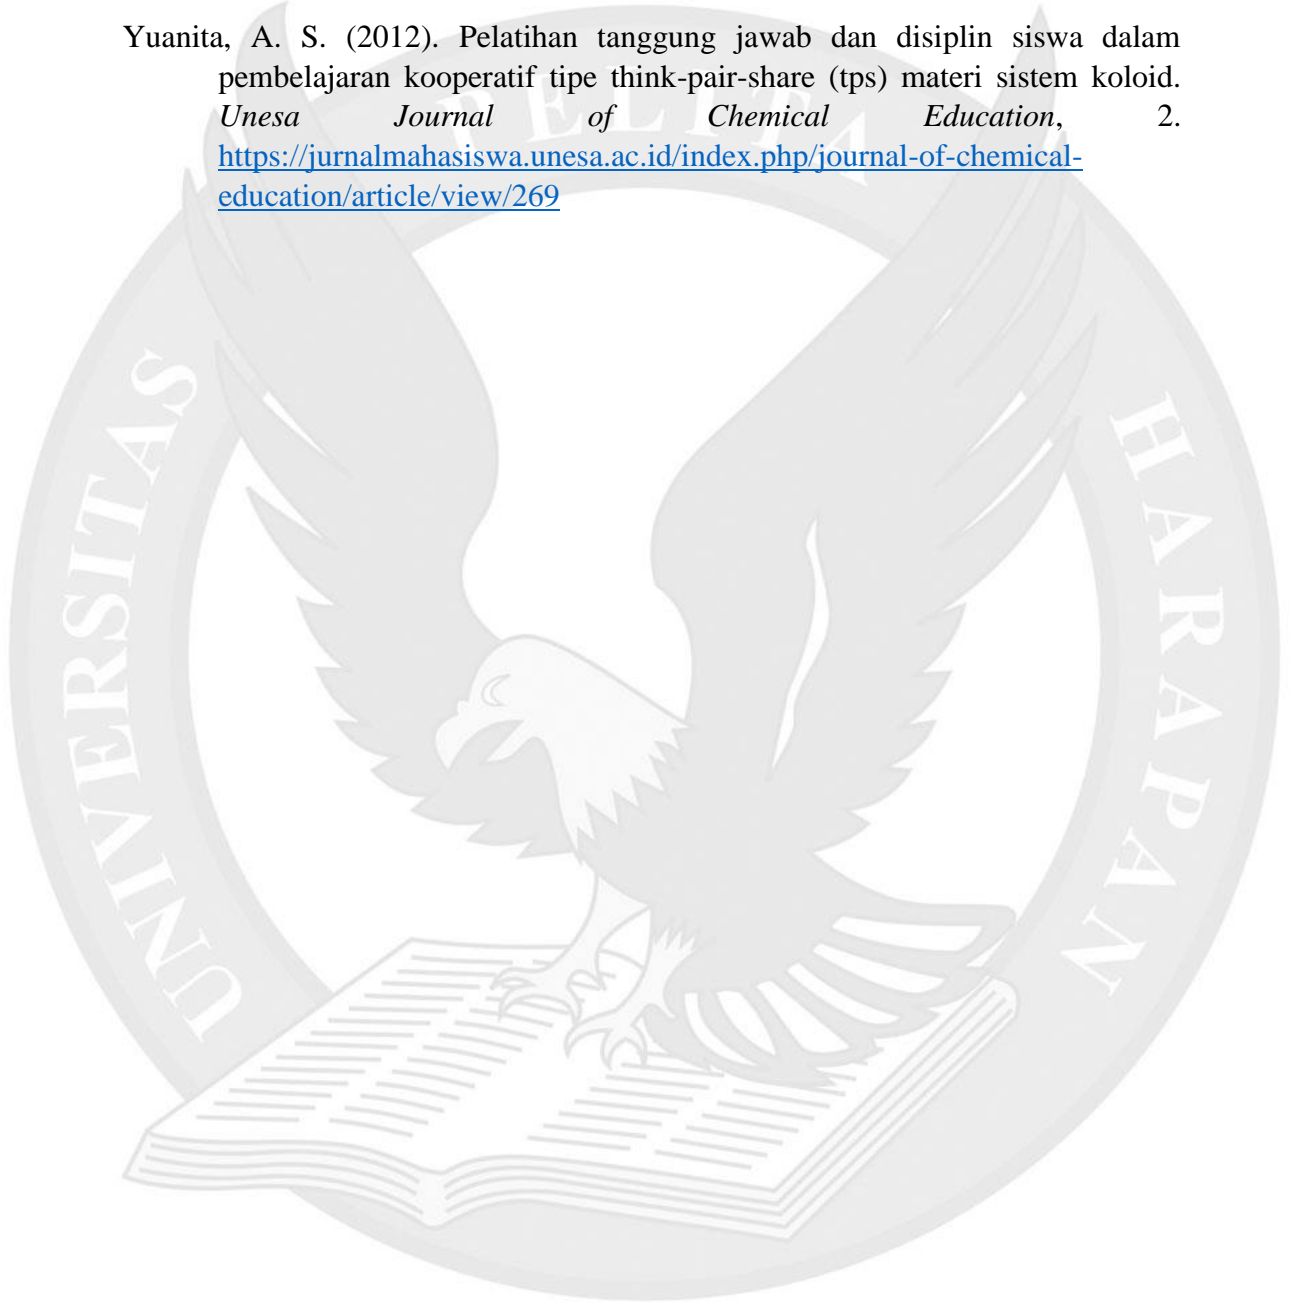 Yuanita, A. S. (2012). Pelatihan tanggung jawab dan disiplin siswa dalam
pembelajaran kooperatif tipe think-pair-share (tps) materi sistem koloid.
Unesa Journal of Chemical Education, 2.
https://jurnalmahasiswa.unesa.ac.id/index.php/journal-of-chemical-
education/article/view/269
UNIVERSITAS
PELITA
HARAPAN